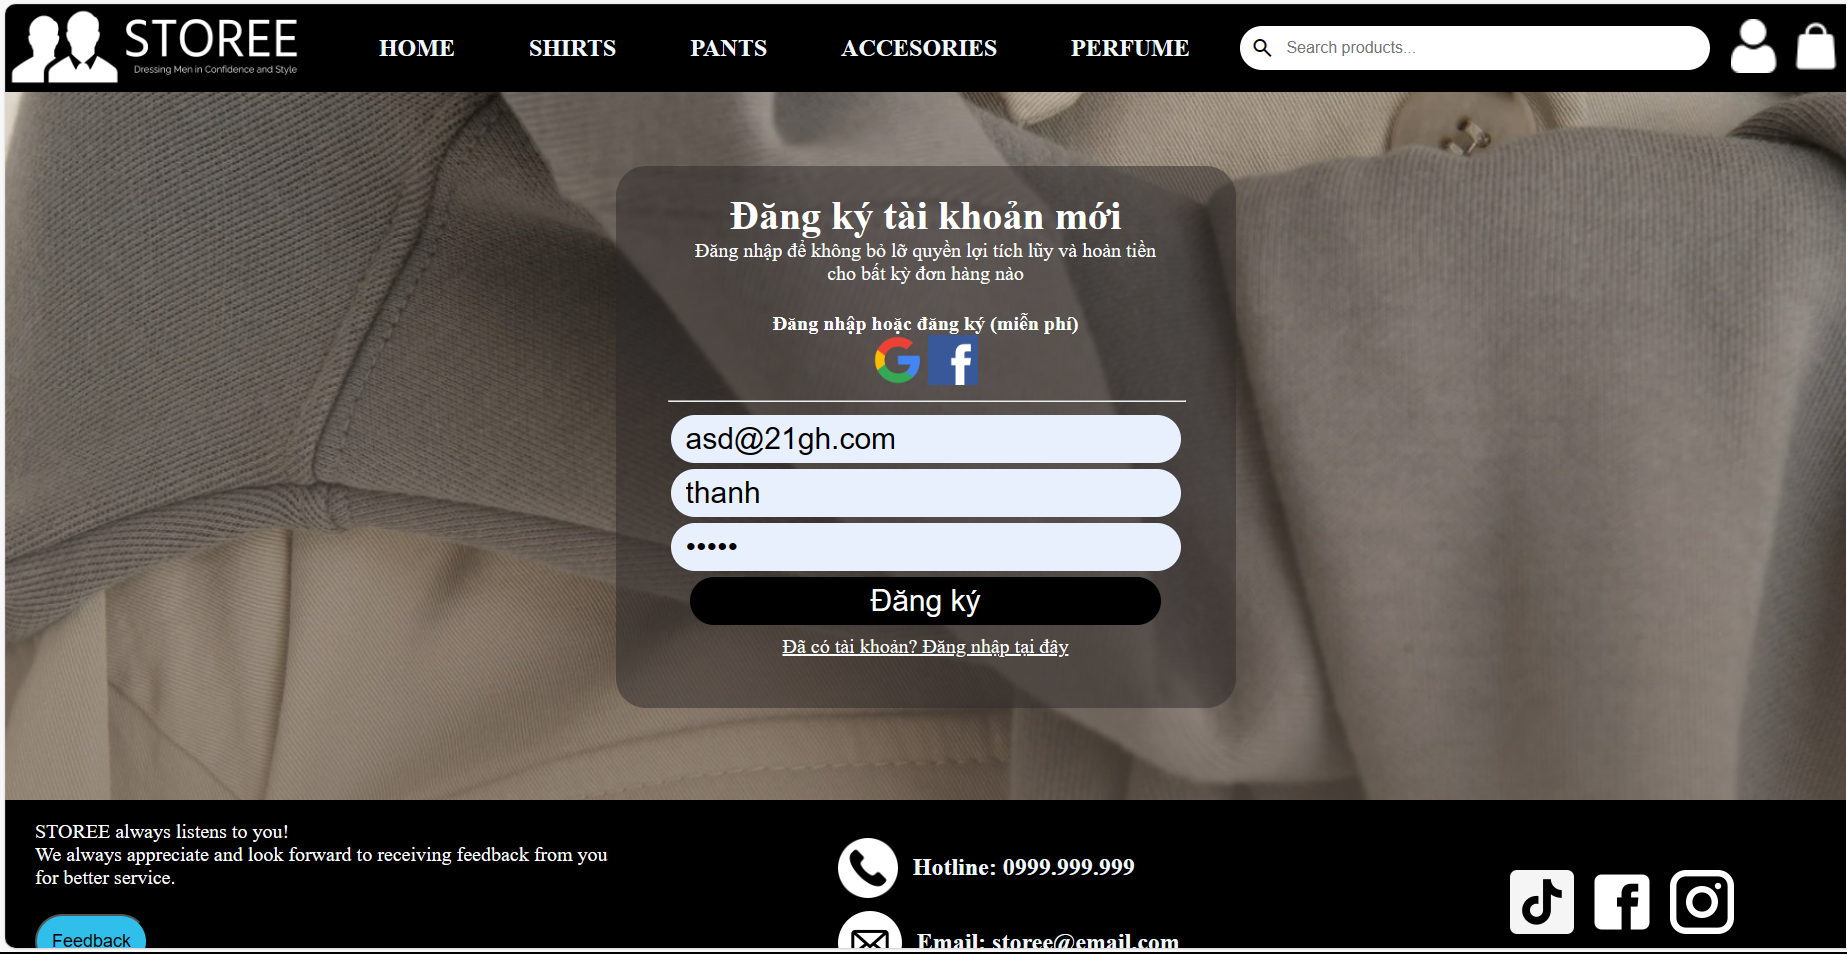 STOREE
Dressing Men in Confidence and Style
HOME
SHIRTS
PANTS
ACCESORIES
PERFUME
Search products...
Đăng ký tài khoản mới
Đăng nhập để không bỏ lỡ quyền lợi tích lũy và hoàn tiền
cho bất kỳ đơn hàng nào
Đăng nhập hoặc đăng ký (miễn phí)
asd@21gh.com
thanh
•••••
Đăng ký
Đã có tài khoản? Đăng nhập tại đây
STOREE always listens to you!
We always appreciate and look forward to receiving feedback from you
for better service.
Feedback
Hotline: 0999.999.999
Email: storee@email.com